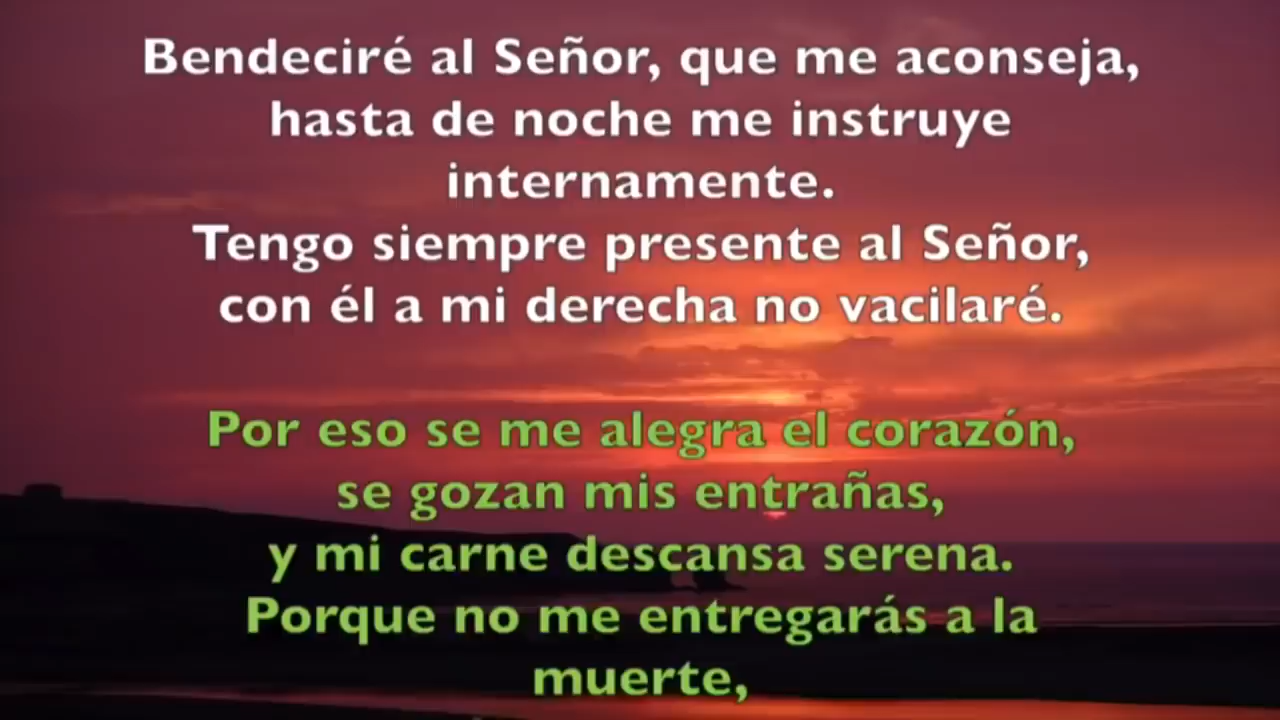 Bendeciré al Señor, que me aconseja,
hasta de noche me instruye
internamente.
Tengo siempre presente al Señor,
con él a mi derecha no vacilaré.
Por eso se me alegra el corazón,
se gozan mis entrañas,
y mi carne descansa serena.
Porque no me entregarás a la
muerte,